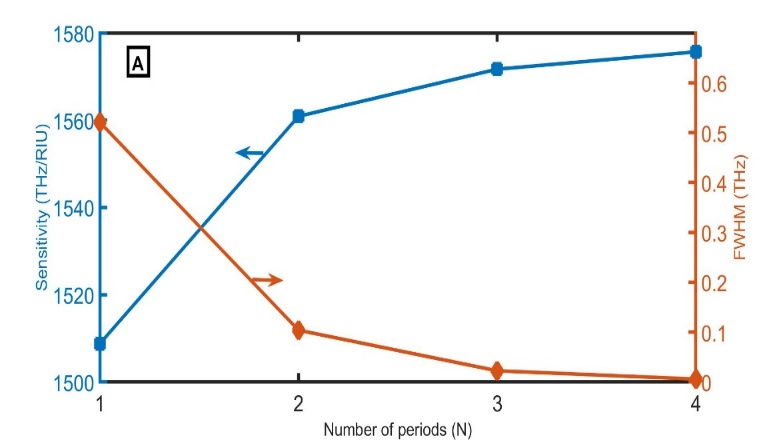 A
Sensitivity (THz/RIU)
1580
1560
1540
1520
1500
0.6
0.5
0.4
0.3
0.2
0.1
0
FWHM (THz)
1 2 3 4
Number of periods (N)